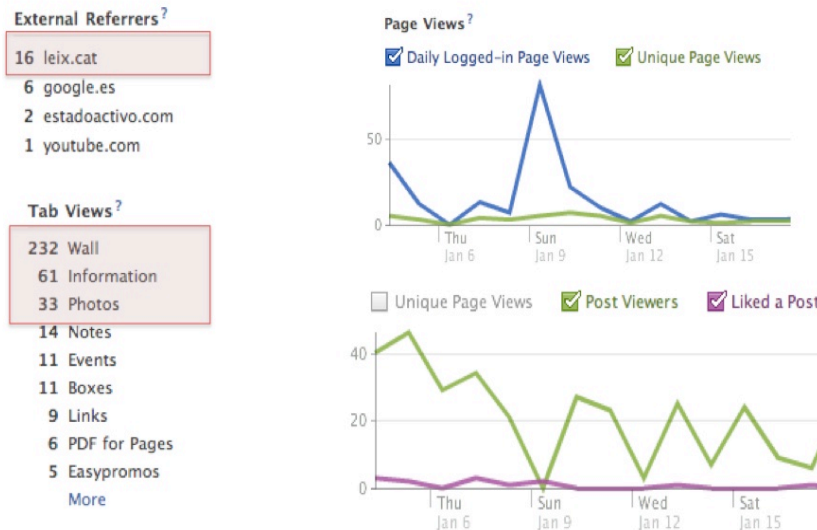 External Referrers?
16 leix.cat
6 google.es
2 estadoactivo.com
1 youtube.com
Tab Views?
232 Wall
61 Information
33 Photos
14 Notes
11 Events
11 Boxes
9 Links
6 PDF for Pages
5 Easypromos
More
Page Views?
Daily Logged-in Page Views Unique Page Views
50
0
Thu Sun Wed Sat
Jan 6 Jan 9 Jan 12 Jan 15
Unique Page Views Post Viewers Liked a Post
40
20
0
Thu Sun Wed Sat
Jan 6 Jan 9 Jan 12 Jan 15